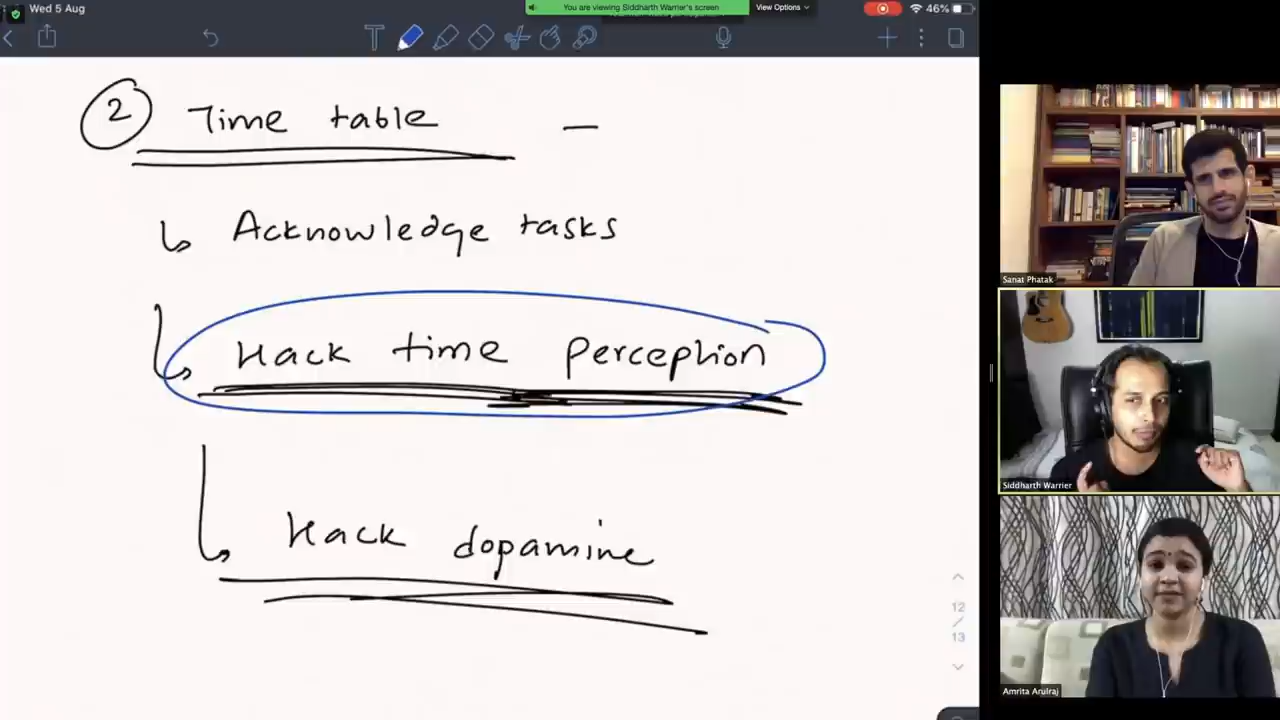 Wed 5 Aug
You are viewing Siddharth Warrier's screen
View Options
46%
2 Time table —
Acknowledge tasks
Hack time perception
Hack dopamine
12
/
13
Sanat Phatak
Siddharth Warrier
Amrita Arulraj